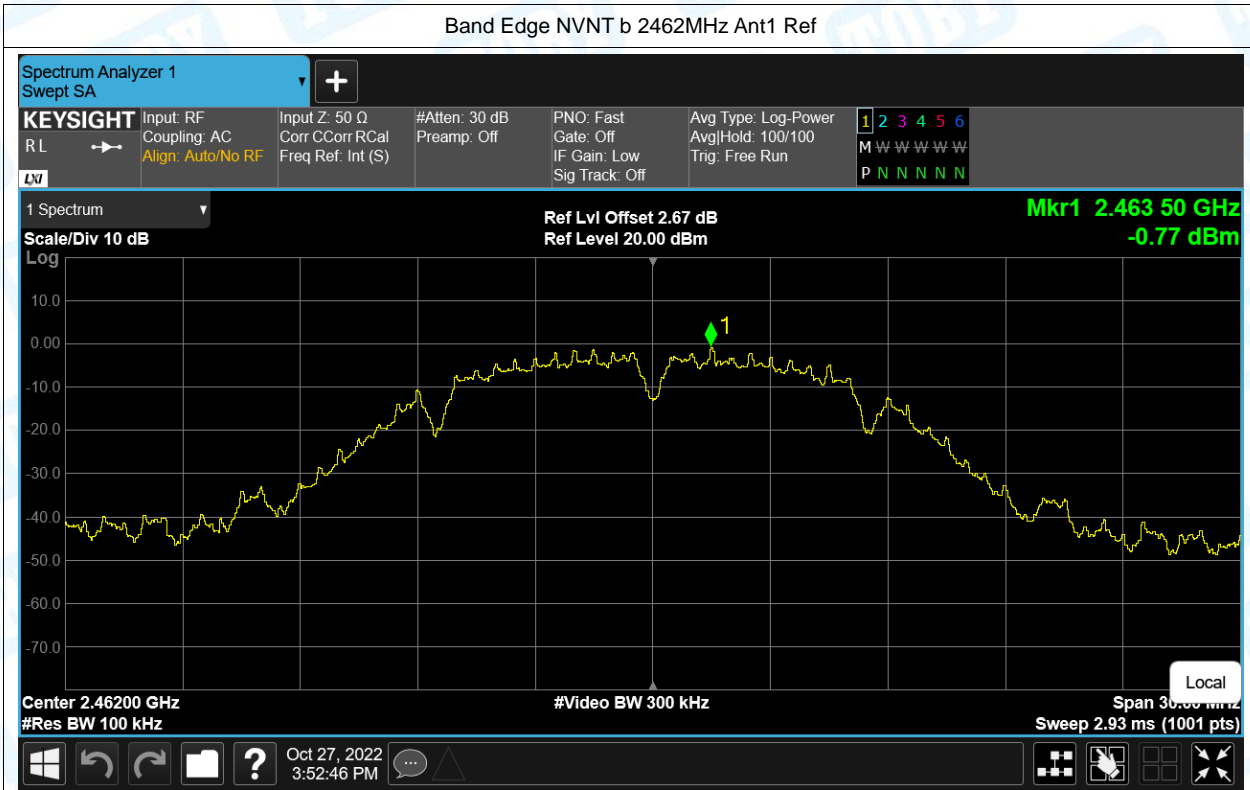 Band Edge NVNT b 2462MHz Ant1 Ref
Spectrum Analyzer 1
Swept SA
KEYSIGHT
RL
LXI
Input: RF
Coupling: AC
Align: Auto/No RF
Input Z: 50 Ω
Corr CCorr RCal
Freq Ref: Int (S)
#Atten: 30 dB
Preamp: Off
PNO: Fast
Gate: Off
IF Gain: Low
Sig Track: Off
Avg Type: Log-Power
Avg|Hold: 100/100
Trig: Free Run
1 2 3 4 5 6
M W W W W W
P N N N N N
1 Spectrum
Scale/Div 10 dB
Ref Lvl Offset 2.67 dB
Ref Level 20.00 dBm
Mkr1 2.463 50 GHz
-0.77 dBm
Log
10.0
0.00
-10.0
-20.0
-30.0
-40.0
-50.0
-60.0
-70.0
1
Center 2.46200 GHz
#Res BW 100 kHz
#Video BW 300 kHz
Local
Span 30.00 MHz
Sweep 2.93 ms (1001 pts)
?
Oct 27, 2022
3:52:46 PM